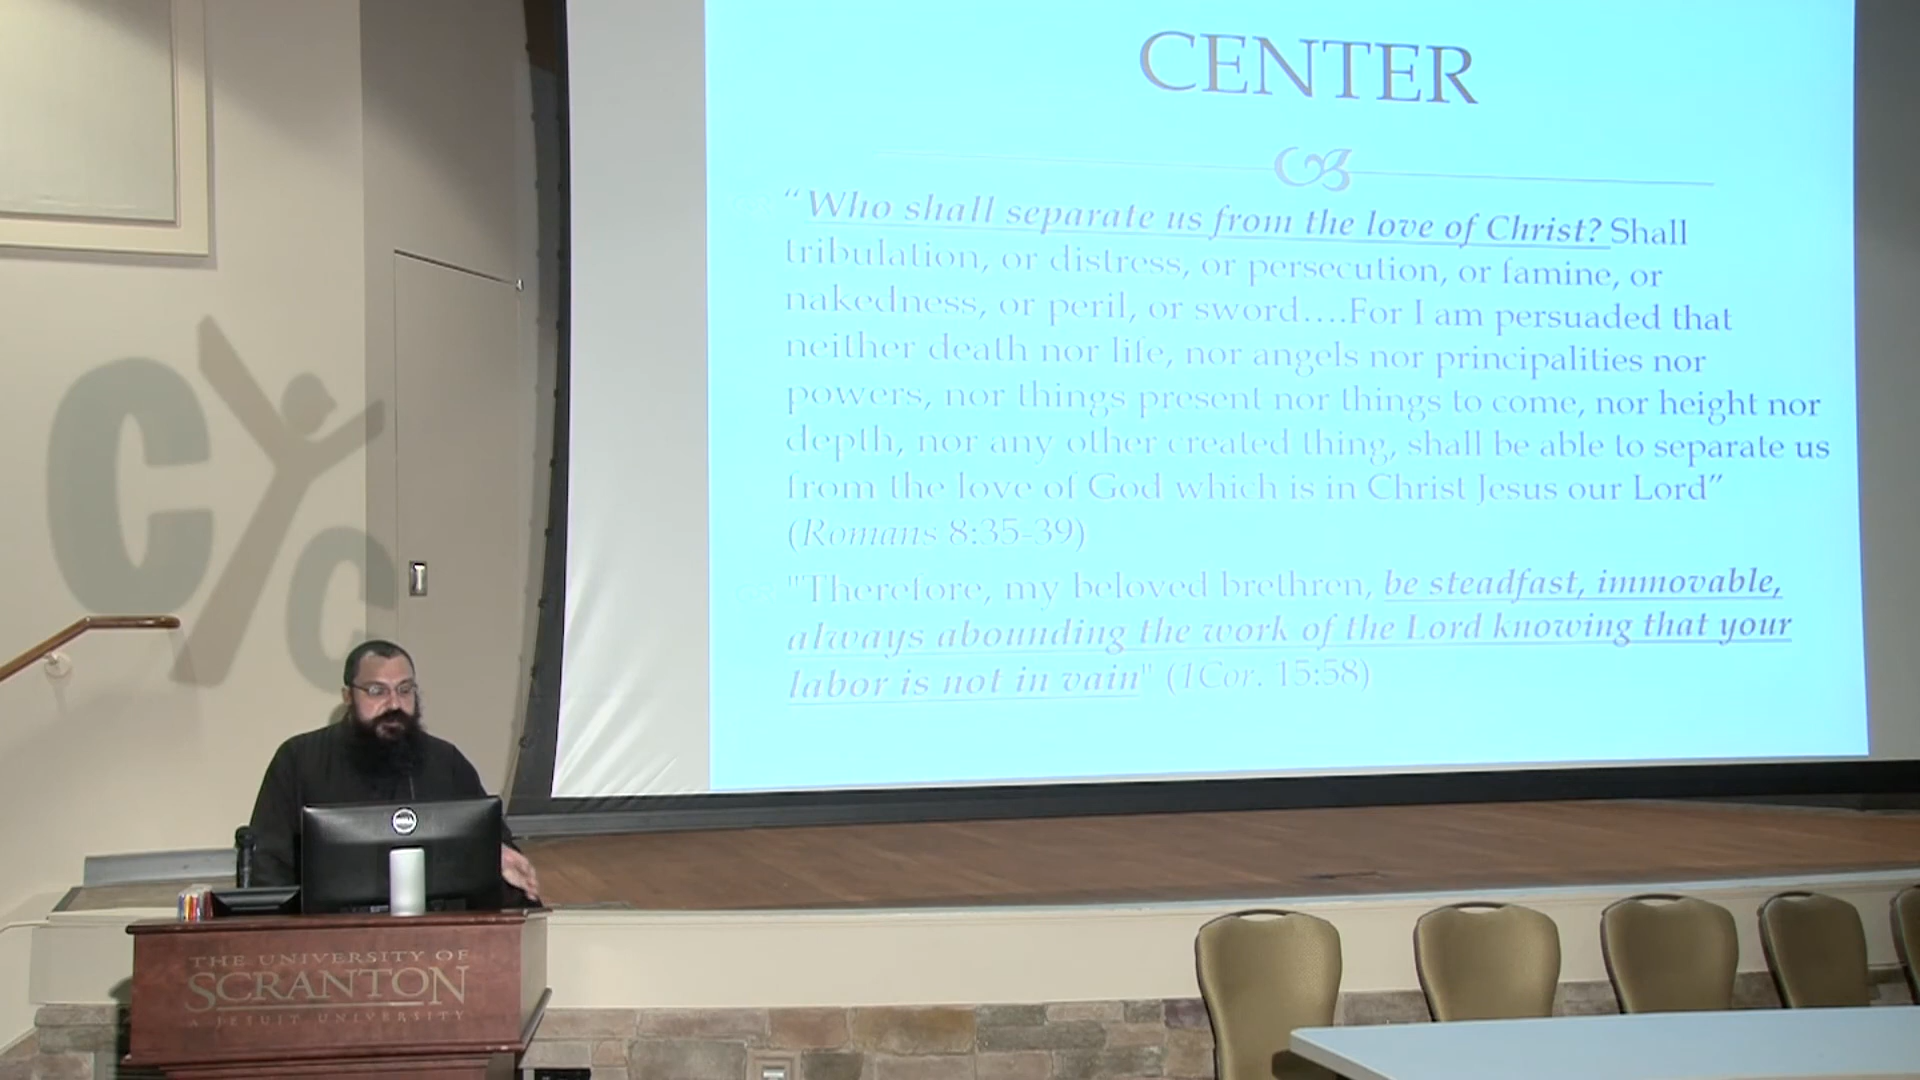 CENTER
“Who shall separate us from the love of Christ? Shall
tribulation, or distress, or persecution, or famine, or
nakedness, or peril, or sword….For I am persuaded that
neither death nor life, nor angels nor principalities nor
powers, nor things present nor things to come, nor height nor
depth, nor any other created thing, shall be able to separate us
from the love of God which is in Christ Jesus our Lord”
(Romans 8:35-39)
"Therefore, my beloved brethren, be steadfast, immovable,
always abounding the work of the Lord knowing that your
labor is not in vain" (1Cor. 15:58)
CYC
DELL
THE UNIVERSITY OF
SCRANTON
A JESUIT UNIVERSITY